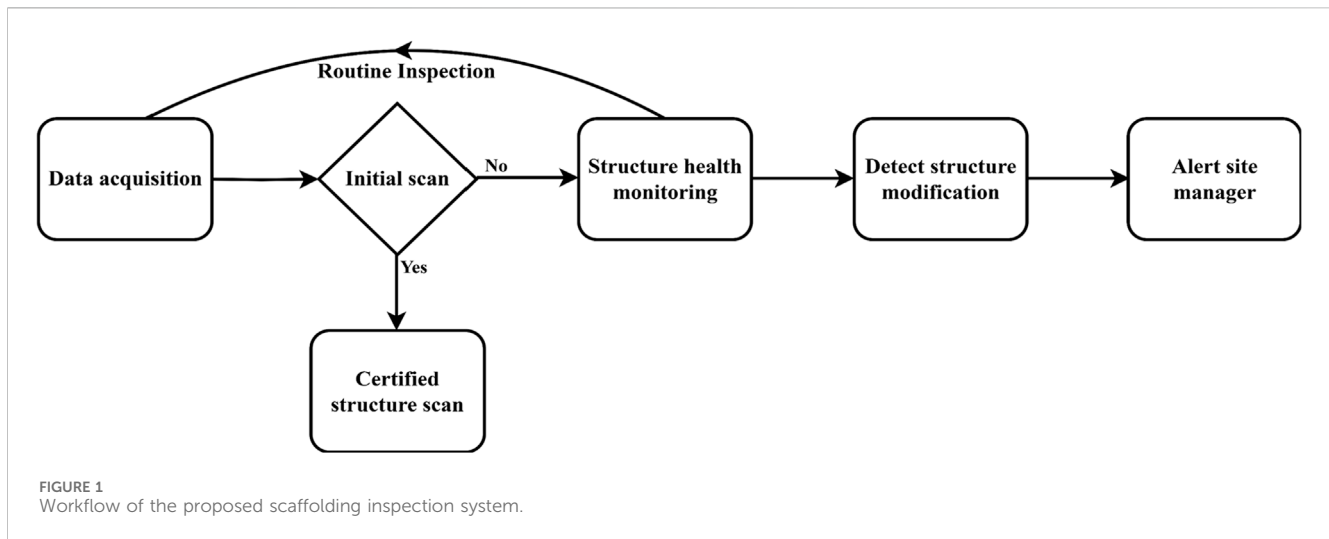 Routine Inspection
Data acquisition
Initial scan
No
Structure health
monitoring
Detect structure
modification
Alert site
manager
Yes
Certified
structure scan
FIGURE 1
Workflow of the proposed scaffolding inspection system.